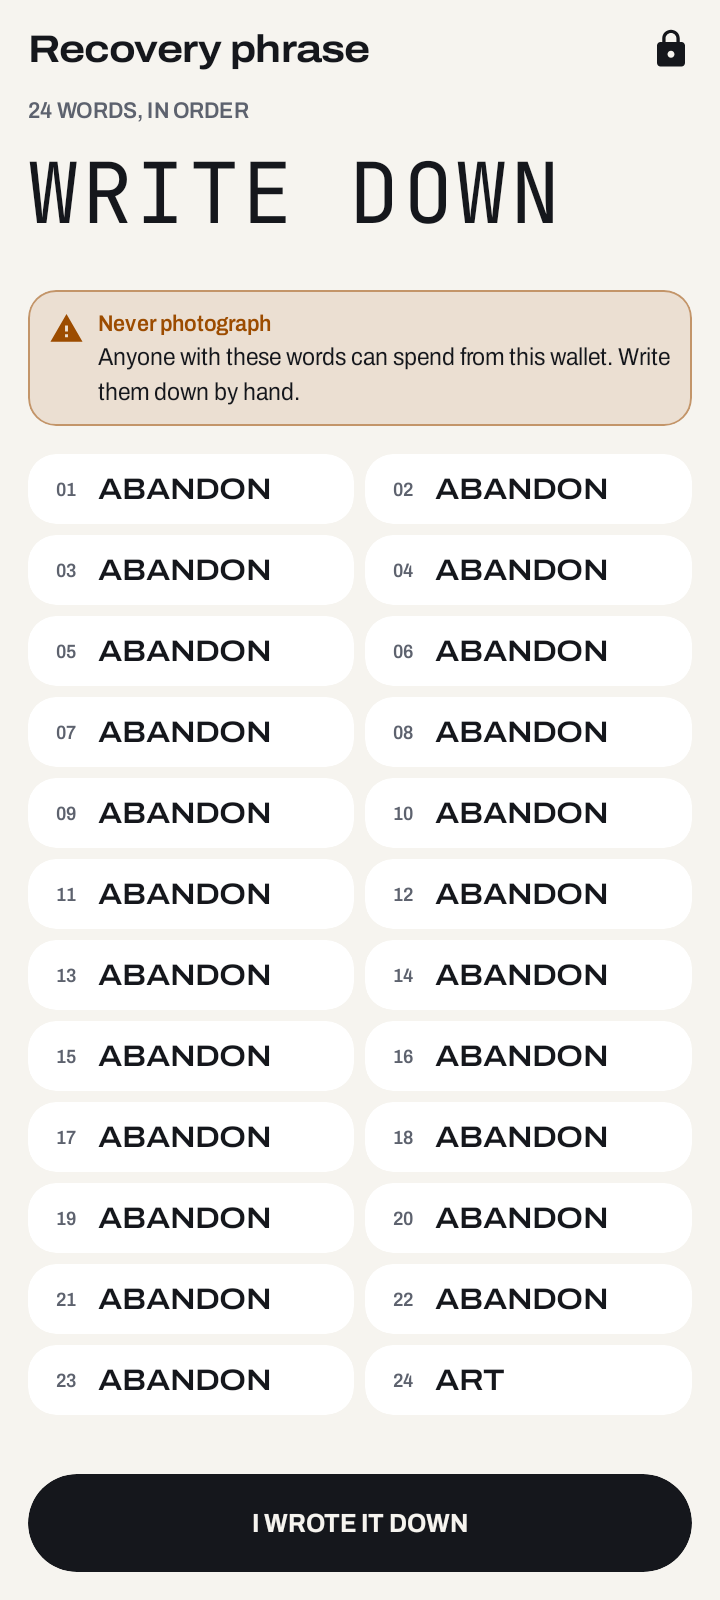 Recovery phrase
24 WORDS, IN ORDER
WRITE DOWN
Never photograph
Anyone with these words can spend from this wallet. Write
them down by hand.
01 ABANDON 02 ABANDON
03 ABANDON 04 ABANDON
05 ABANDON 06 ABANDON
07 ABANDON 08 ABANDON
09 ABANDON 10 ABANDON
11 ABANDON 12 ABANDON
13 ABANDON 14 ABANDON
15 ABANDON 16 ABANDON
17 ABANDON 18 ABANDON
19 ABANDON 20 ABANDON
21 ABANDON 22 ABANDON
23 ABANDON 24 ART
I WROTE IT DOWN